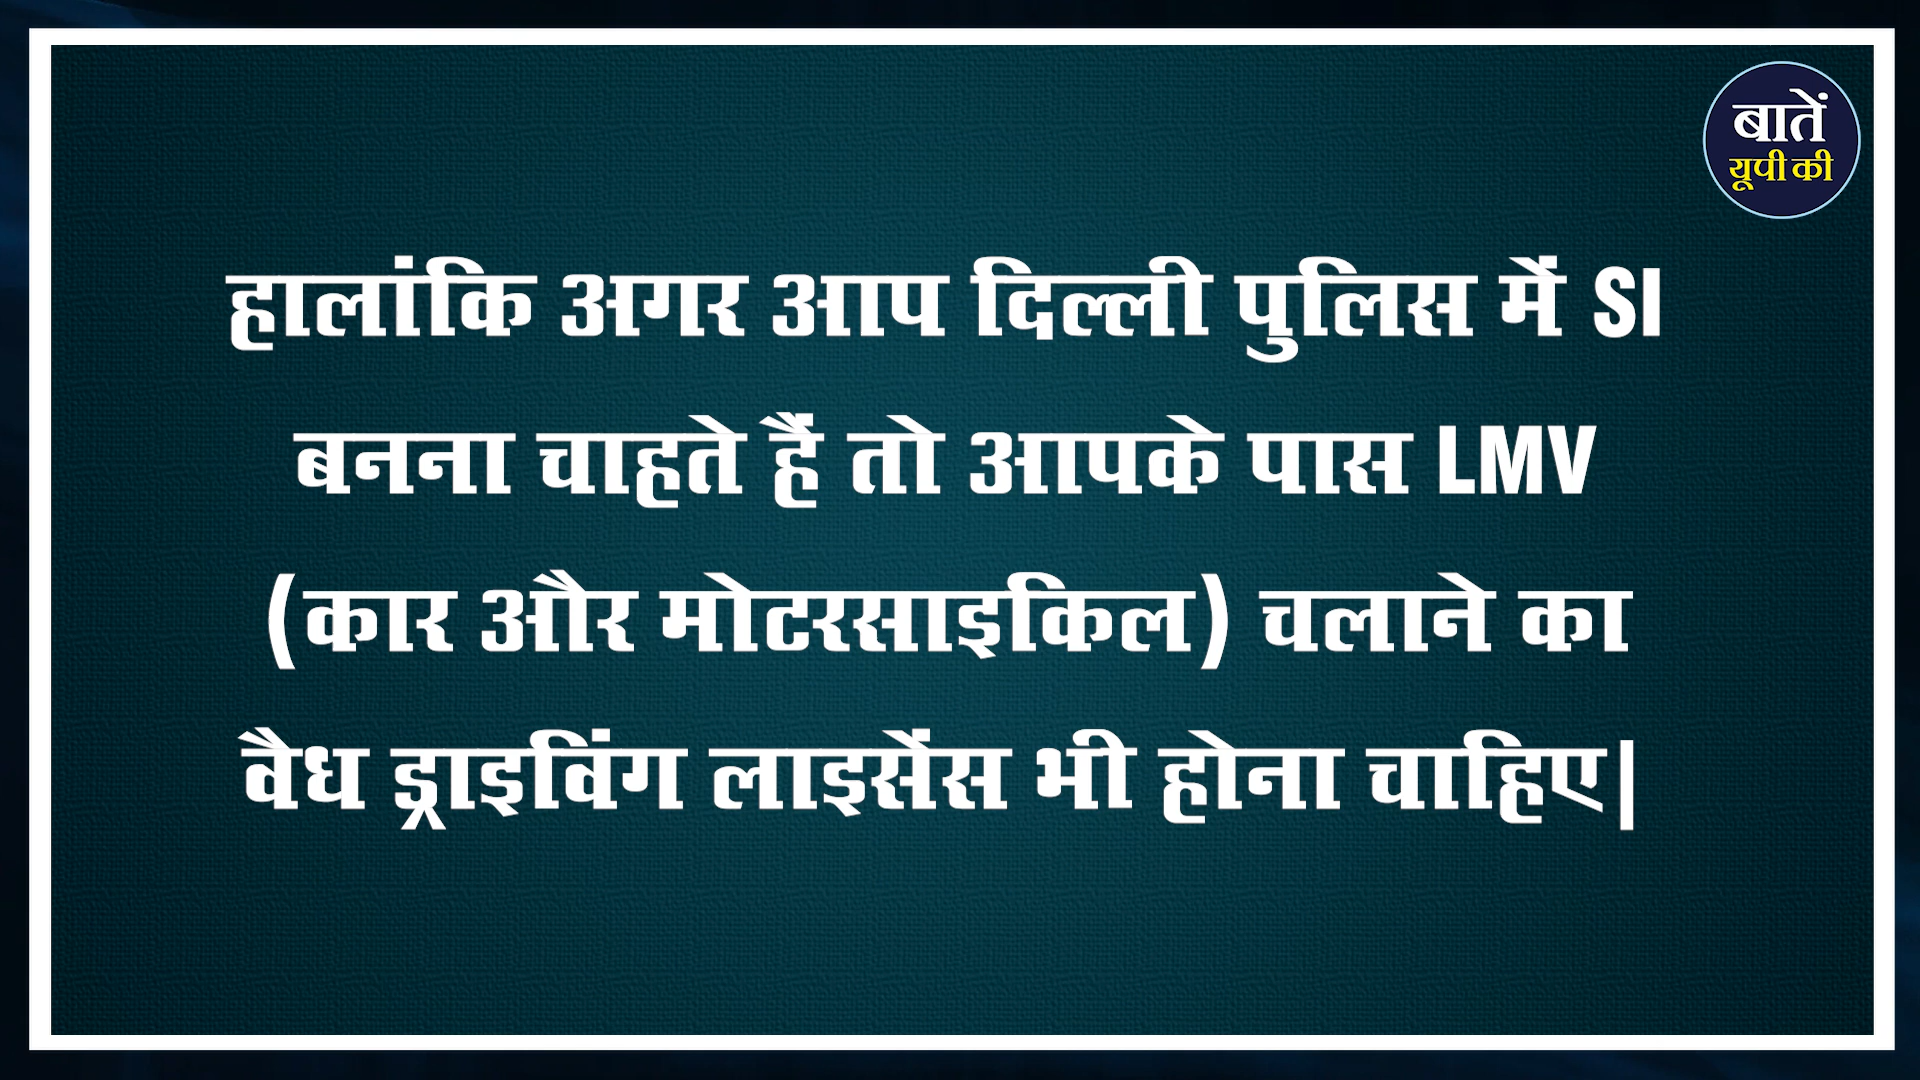 बातें
यूपी की
हालांकि अगर आप दिल्ली पुलिस में SI
बनना चाहते हैं तो आपके पास LMV
(कार और मोटरसाइकिल) चलाने का
वैध ड्राइविंग लाइसेंस भी होना चाहिए|